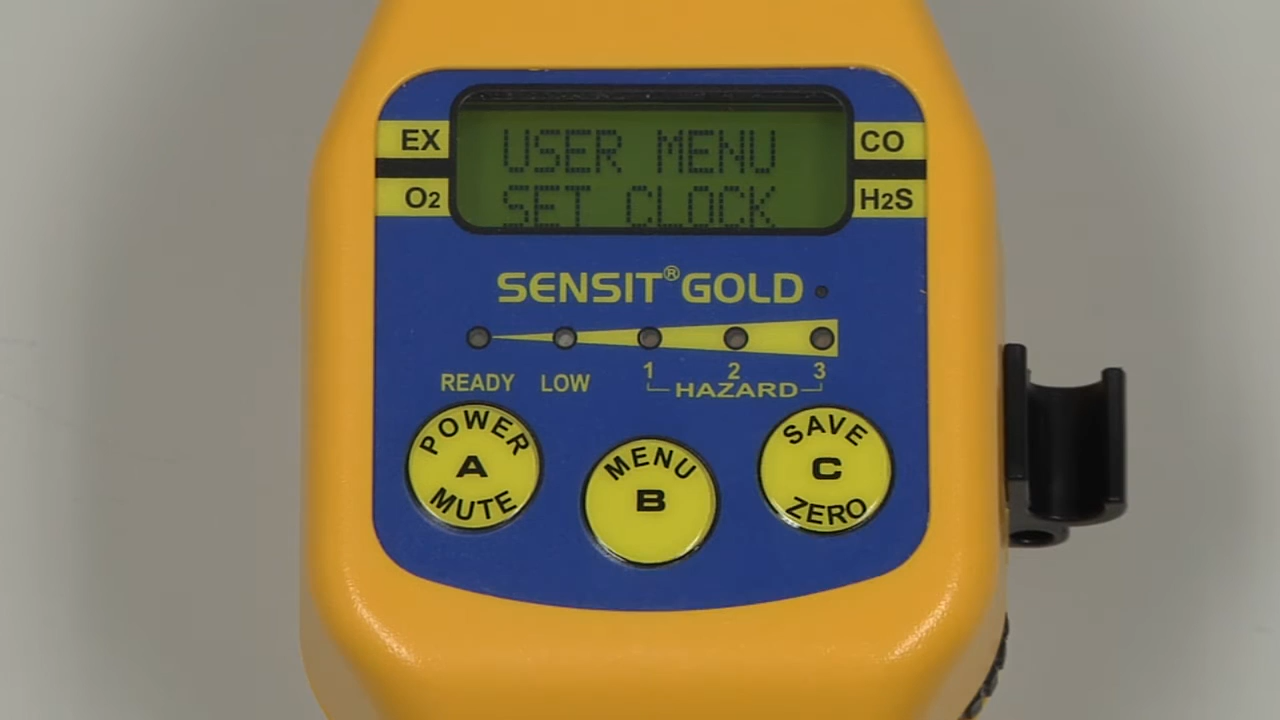 USER MENU
SET CLOCK
EX
O2
CO
H2S
SENSIT® GOLD
READY LOW 1 2 3
HAZARD
POWER
A
MUTE
MENU
B
SAVE
C
ZERO